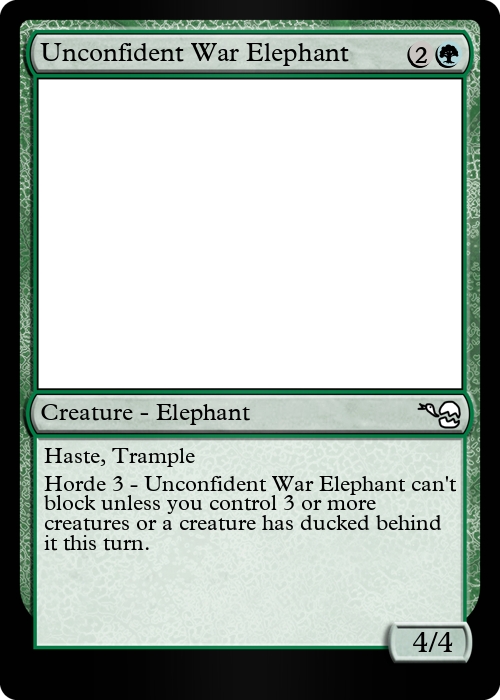 Unconfident War Elephant 2
Creature - Elephant
Haste, Trample
Horde 3 - Unconfident War Elephant can't
block unless you control 3 or more
creatures or a creature has ducked behind
it this turn.
4/4